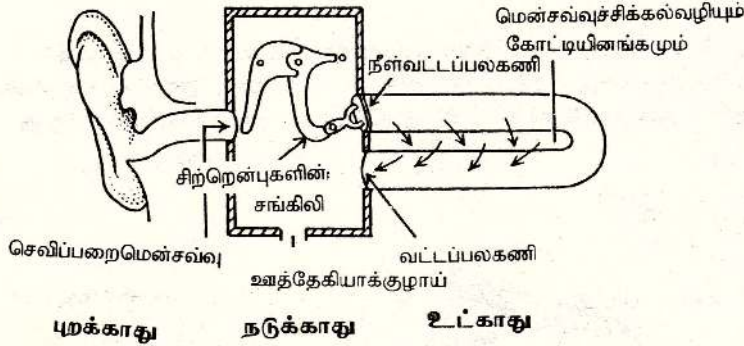 மென்சவ்வுச்சிக்கல்வழியும்
கோட்டியினங்கமும்
நீள்வட்டப்பலகணி
சிற்றென்புகளின்:
சங்கிலி
செவிப்பறைமென்சவ்வு
வட்டப்பலகணி
ஊத்தேகியாக்குழாய்
புறக்காது
நடுக்காது
உட்காது